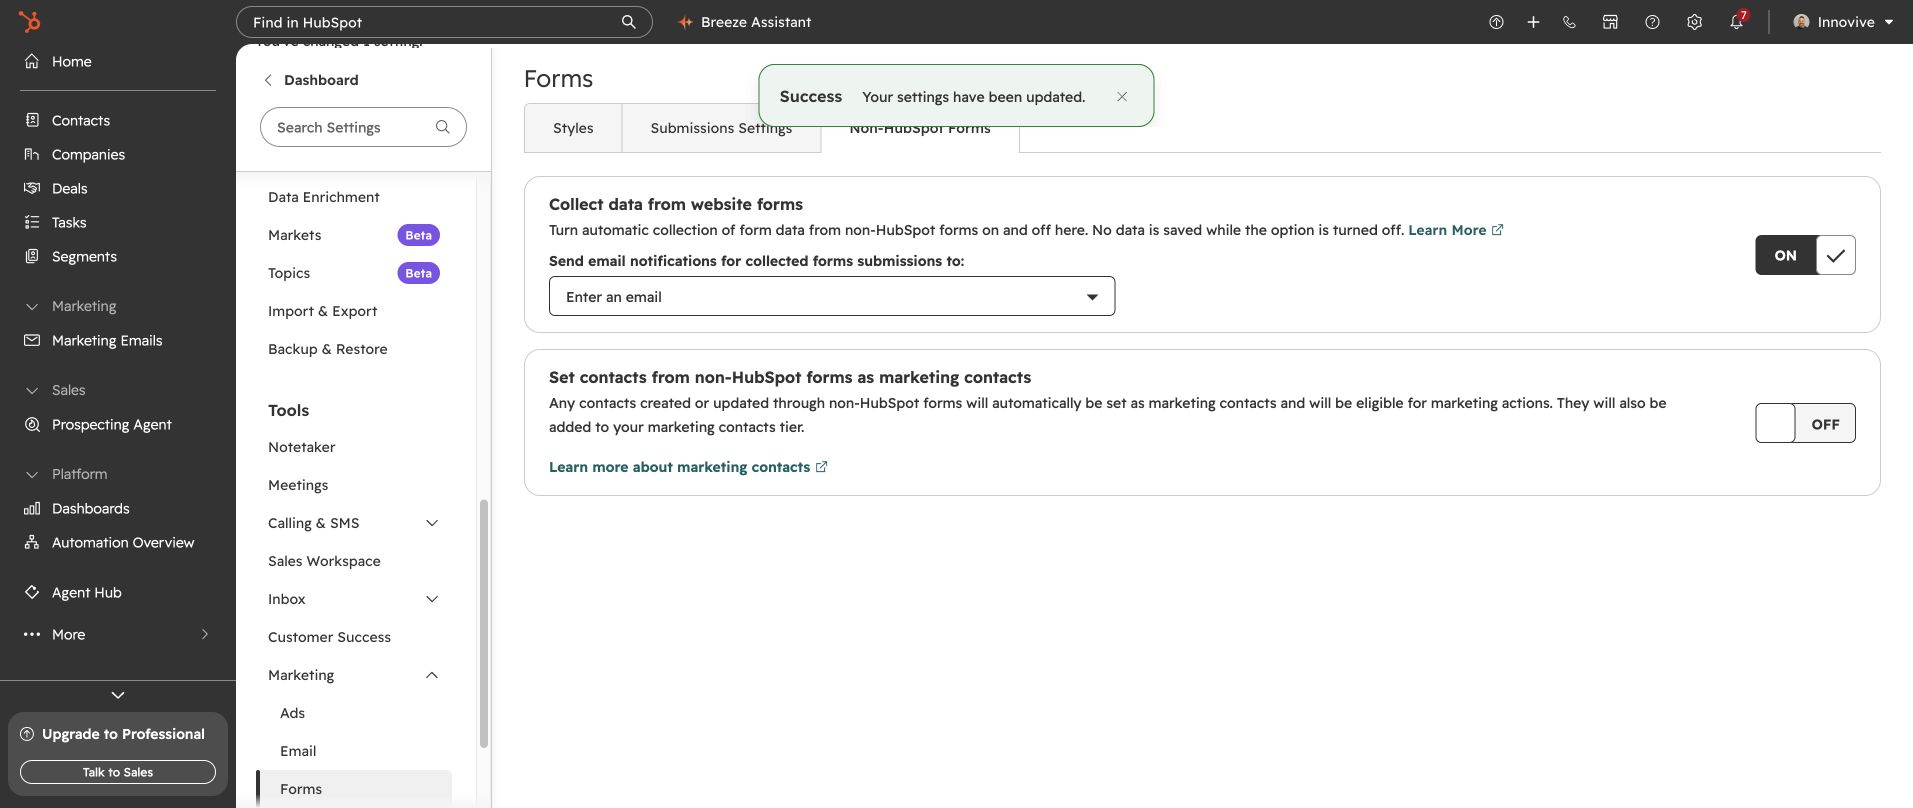 Find in HubSpot
Breeze Assistant
7
Innovive
Home
Contacts
Companies
Deals
Tasks
Segments
Marketing
Marketing Emails
Sales
Prospecting Agent
Platform
Dashboards
Automation Overview
Agent Hub
More
Upgrade to Professional
Talk to Sales
You've changed 1 setting.
Dashboard
Search Settings
Data Enrichment
Markets Beta
Topics Beta
Import & Export
Backup & Restore
Tools
Notetaker
Meetings
Calling & SMS
Sales Workspace
Inbox
Customer Success
Marketing
Ads
Email
Forms
Forms
Success Your settings have been updated.
Styles
Submissions Settings
Non-HubSpot Forms
Collect data from website forms
Turn automatic collection of form data from non-HubSpot forms on and off here. No data is saved while the option is turned off. Learn More
ON
Send email notifications for collected forms submissions to:
Enter an email
Set contacts from non-HubSpot forms as marketing contacts
Any contacts created or updated through non-HubSpot forms will automatically be set as marketing contacts and will be eligible for marketing actions. They will also be
added to your marketing contacts tier.
OFF
Learn more about marketing contacts